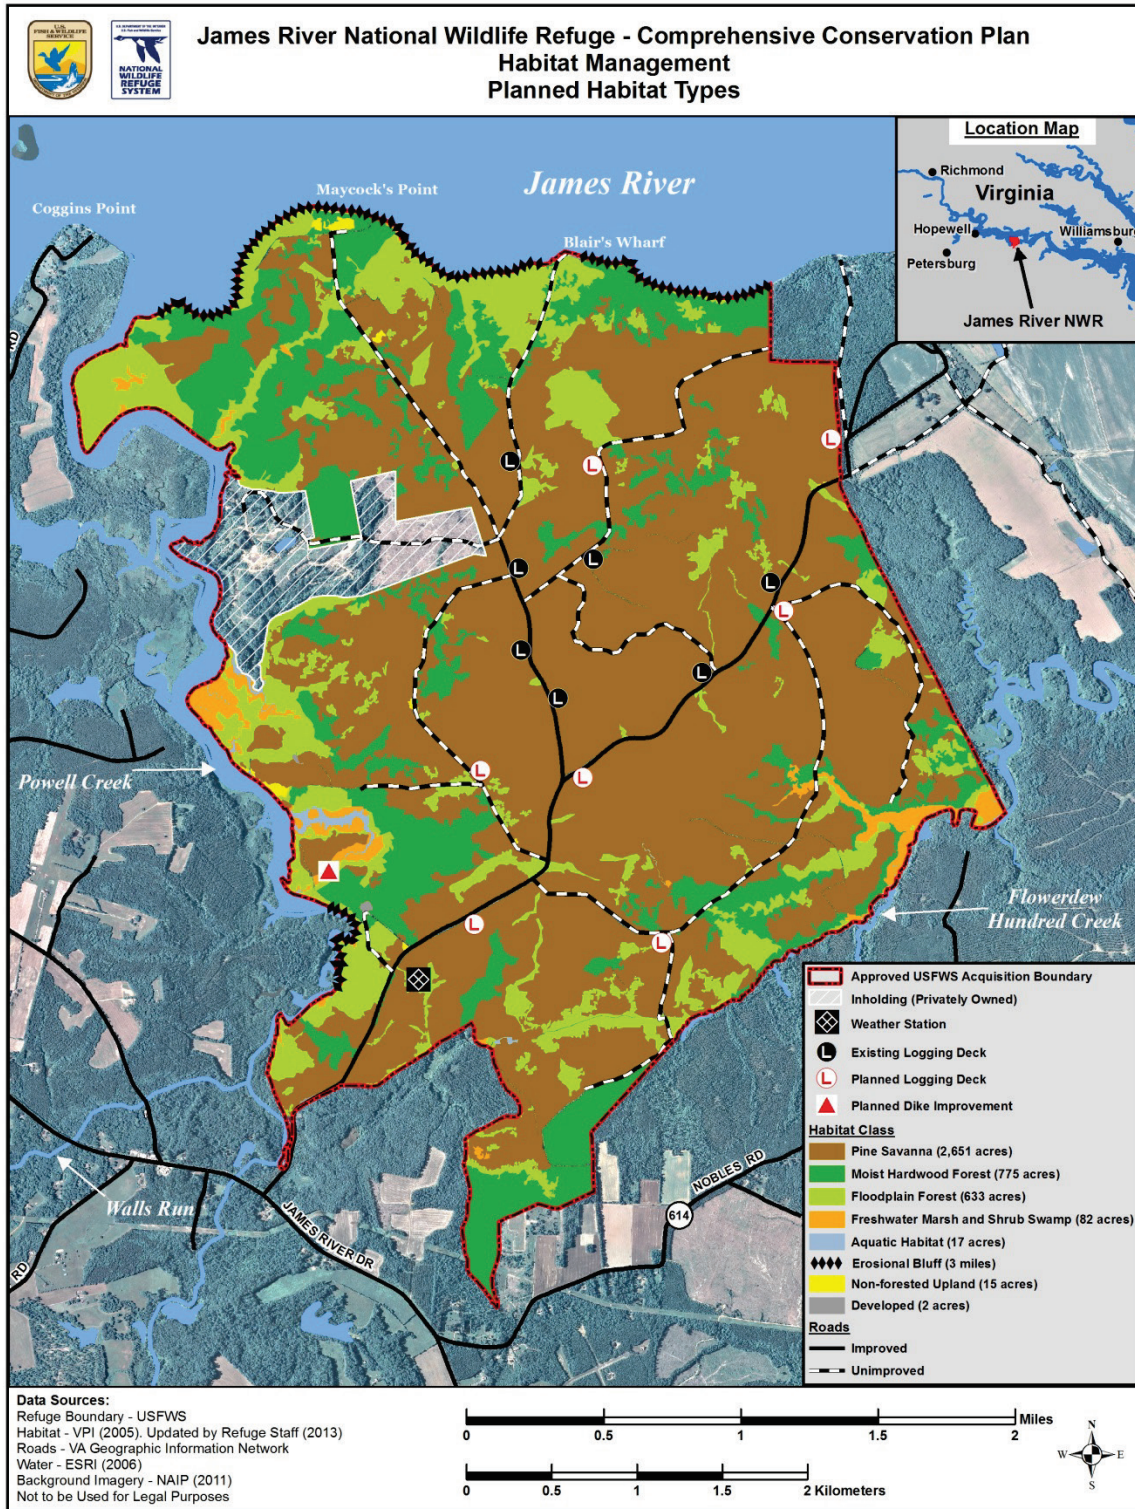 U.S.
FISH & WILDLIFE
SERVICE
NATIONAL
WILDLIFE
REFUGE
SYSTEM
James River National Wildlife Refuge - Comprehensive Conservation Plan
Habitat Management
Planned Habitat Types
Location Map
Richmond
Virginia
Hopewell
Williamsburg
Petersburg
James River NWR
James River
Maycock's Point
Coggins Point
Blair's Wharf
RD
L
L
L
L
L
L
L
L
L
L
L
L
L
L
Powell Creek
Flowerdew
Hundred Creek
Walls Run
JAMES RIVER DR
NOBLES RD
614
RD
Approved USFWS Acquisition Boundary
Inholding (Privately Owned)
Weather Station
L Existing Logging Deck
L Planned Logging Deck
Planned Dike Improvement
Habitat Class
Pine Savanna (2,651 acres)
Moist Hardwood Forest (775 acres)
Floodplain Forest (633 acres)
Freshwater Marsh and Shrub Swamp (82 acres)
Aquatic Habitat (17 acres)
Erosional Bluff (3 miles)
Non-forested Upland (15 acres)
Developed (2 acres)
Roads
Improved
Unimproved
Data Sources:
Refuge Boundary - USFWS
Habitat - VPI (2005). Updated by Refuge Staff (2013)
Roads - VA Geographic Information Network
Water - ESRI (2006)
Background Imagery - NAIP (2011)
Not to be Used for Legal Purposes
Miles
0 0.5 1 1.5 2
0 0.5 1 1.5 2 Kilometers
N
W E
S